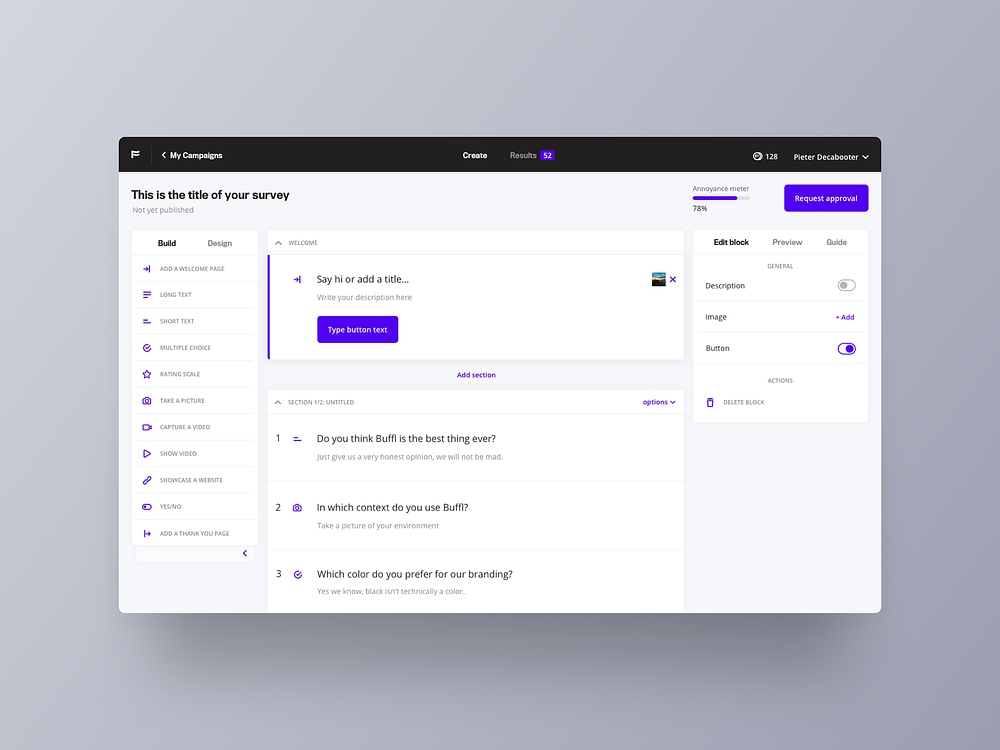 My Campaigns
Create
Results 52
128
Pieter Decabooter
This is the title of your survey
Not yet published
Annoyance meter
78%
Request approval
Build
Design
ADD A WELCOME PAGE
LONG TEXT
SHORT TEXT
MULTIPLE CHOICE
RATING SCALE
TAKE A PICTURE
CAPTURE A VIDEO
SHOW VIDEO
SHOWCASE A WEBSITE
YES/NO
ADD A THANK YOU PAGE
WELCOME
Say hi or add a title...
Write your description here
Type button text
Add section
SECTION 1/2: UNTITLED
options
1
Do you think Buffl is the best thing ever?
Just give us a very honest opinion, we will not be mad.
2
In which context do you use Buffl?
Take a picture of your environment
3
Which color do you prefer for our branding?
Yes we know, black isn't technically a color..
Edit block
Preview
Guide
GENERAL
Description
Image
+ Add
Button
ACTIONS
DELETE BLOCK